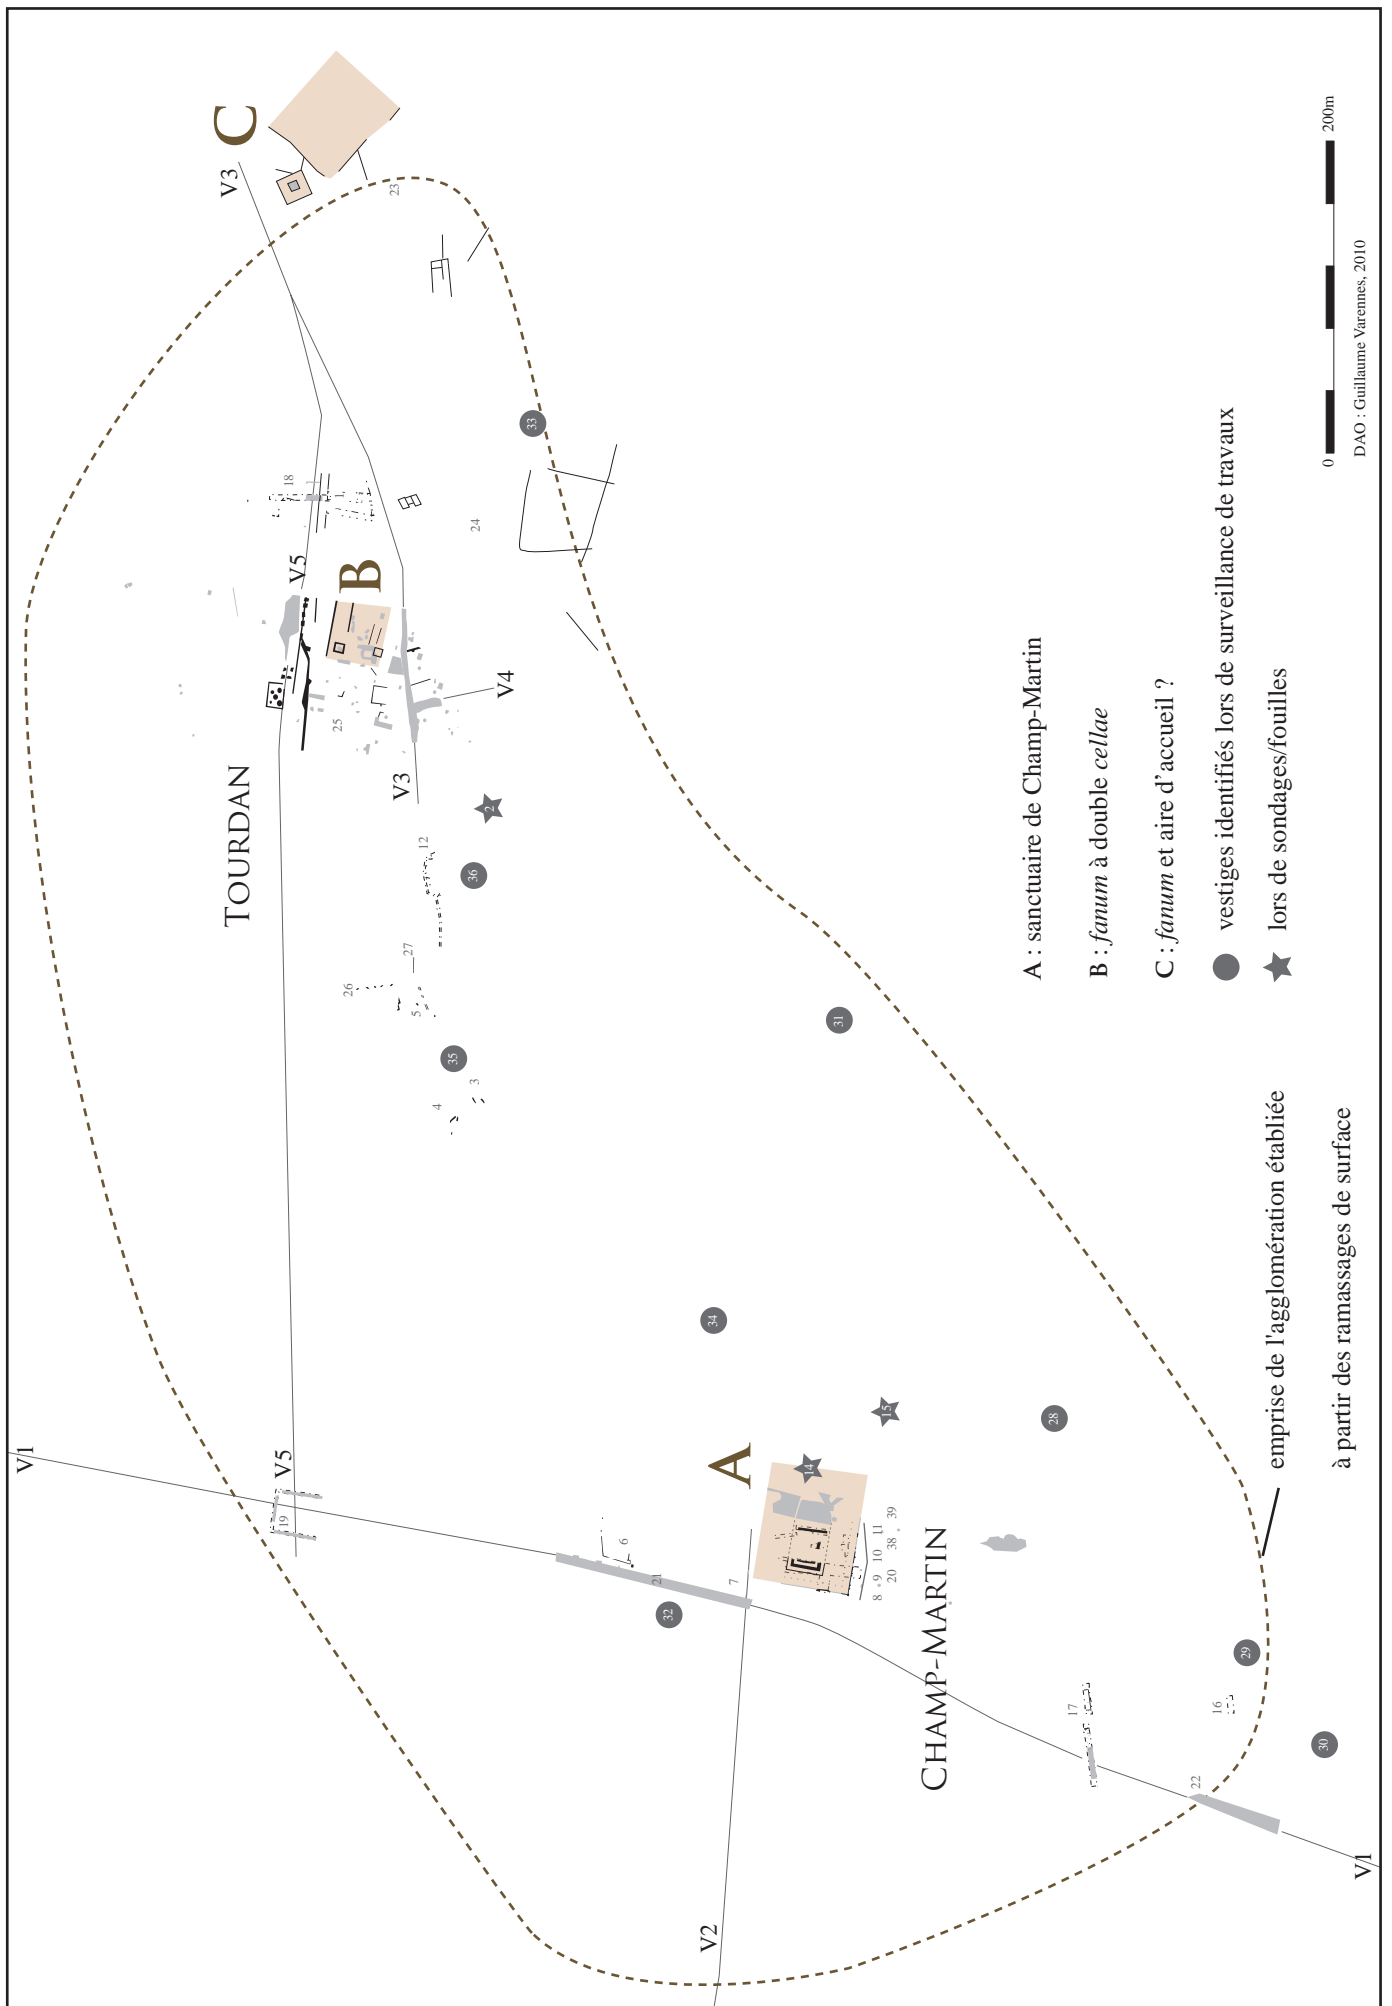 V1
V5
19
V2
32
21
6
7
A
14
15
34
28
8 9 10 11
20 38 39
CHAMP-MARTIN
17
16
29
30
22
V1
TOURDAN
4
3
35
26
5
27
12
36
2
31
V3
25
V4
V5
B
18
24
33
V3
C
23
A : sanctuaire de Champ-Martin
B : fanum à double cellae
C : fanum et aire d'accueil ?
vestiges identifiés lors de surveillance de travaux
lors de sondages/fouilles
emprise de l'agglomération établiée
à partir des ramassages de surface
0 200m
DAO : Guillaume Varennes, 2010